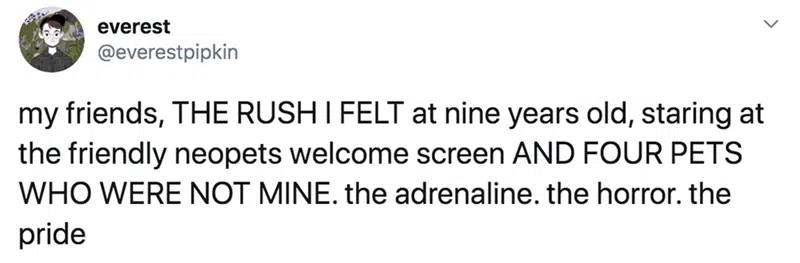 everest
@everestpipkin
my friends, THE RUSH I FELT at nine years old, staring at
the friendly neopets welcome screen AND FOUR PETS
WHO WERE NOT MINE. the adrenaline. the horror. the
pride